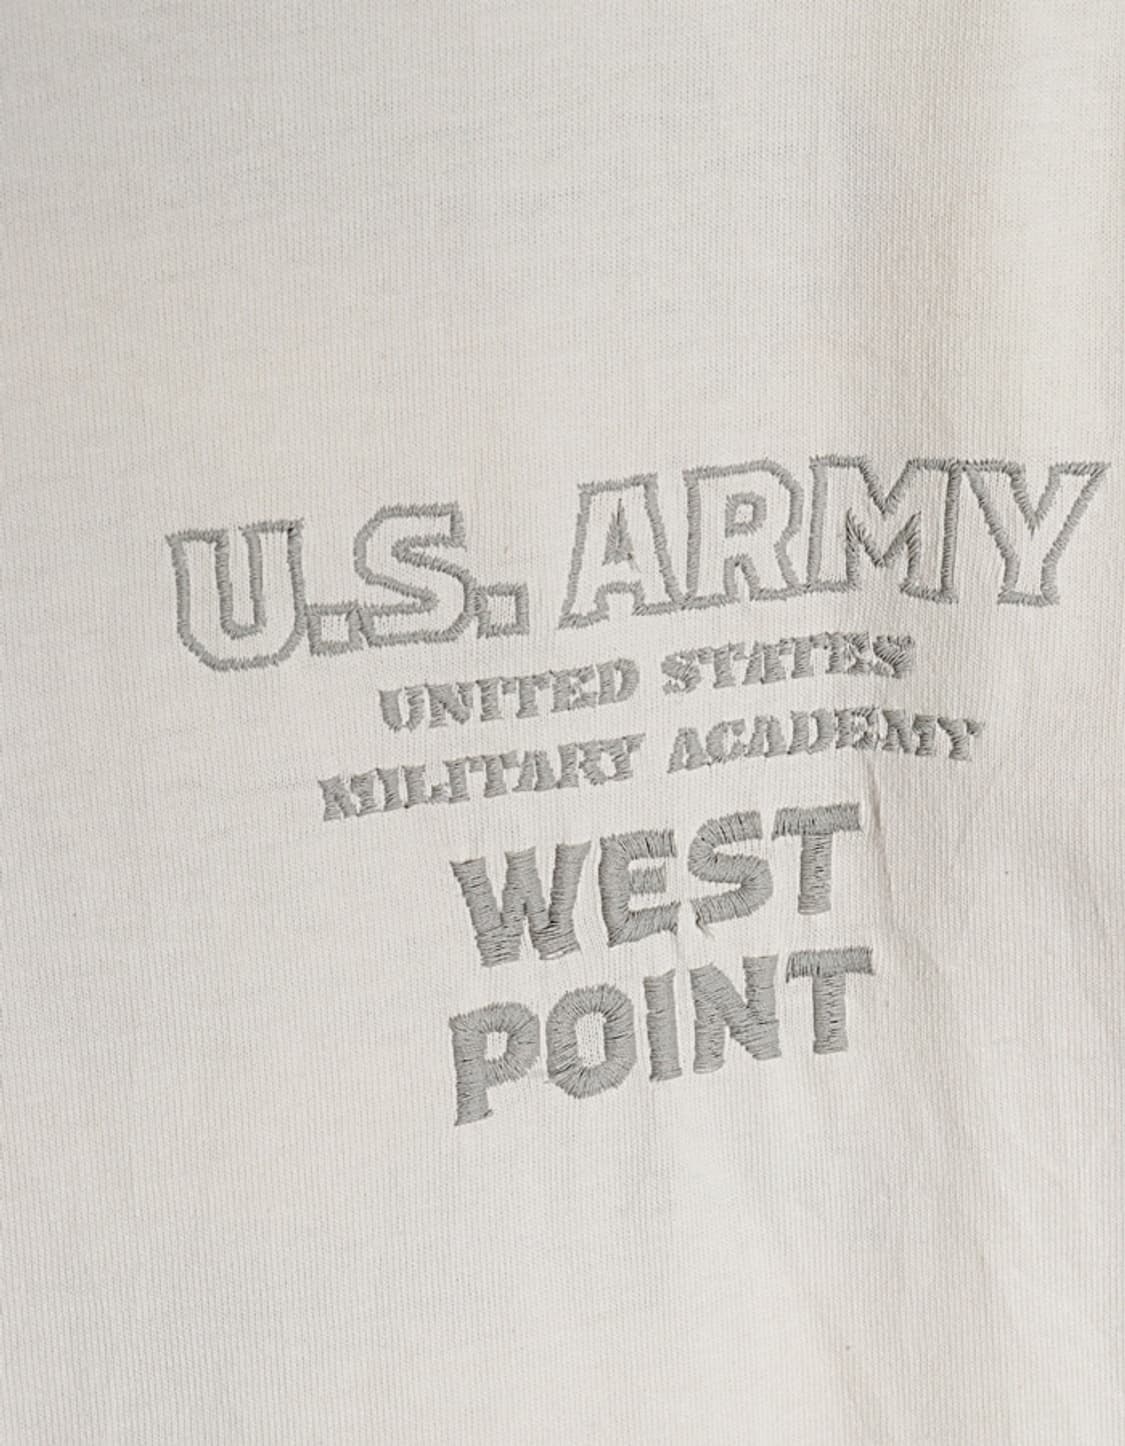 U.S. ARMY
UNITED STATES
MILITARY ACADEMY
WEST
POINT